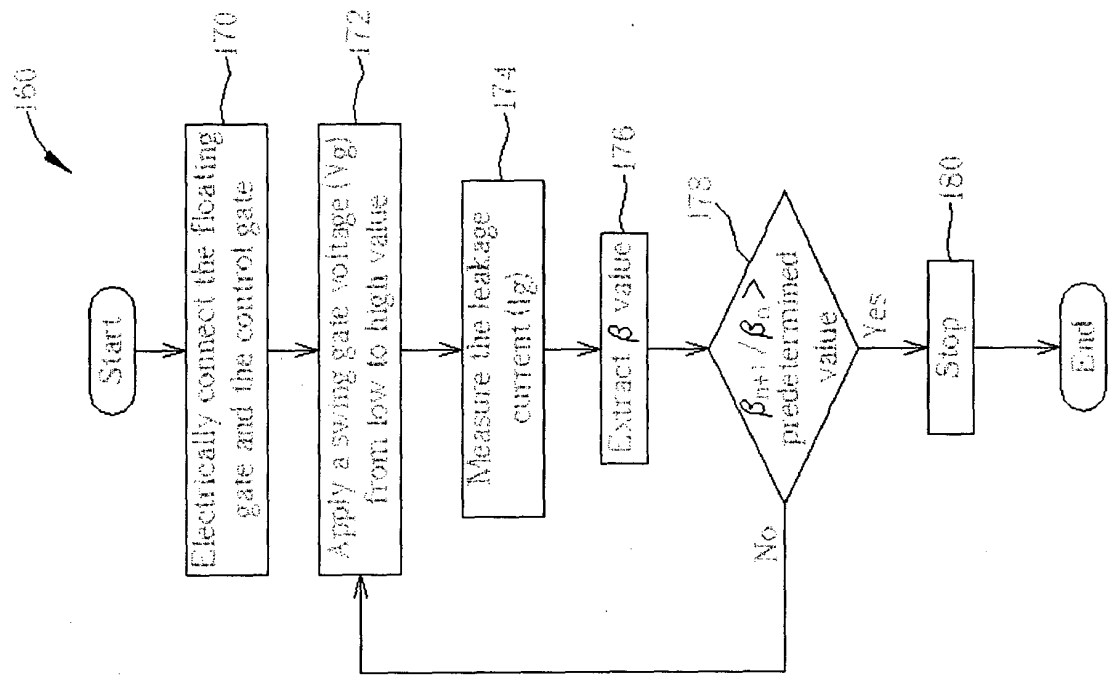 160
Start
Electrically connect the floating
gate and the control gate
170
Apply a swing gate voltage (Vg)
from low to high value
172
Measure the leakage
current (Ig)
174
Extract β value
176
βn+1/βn >
predetermined
value
178
No
Yes
Stop
180
End